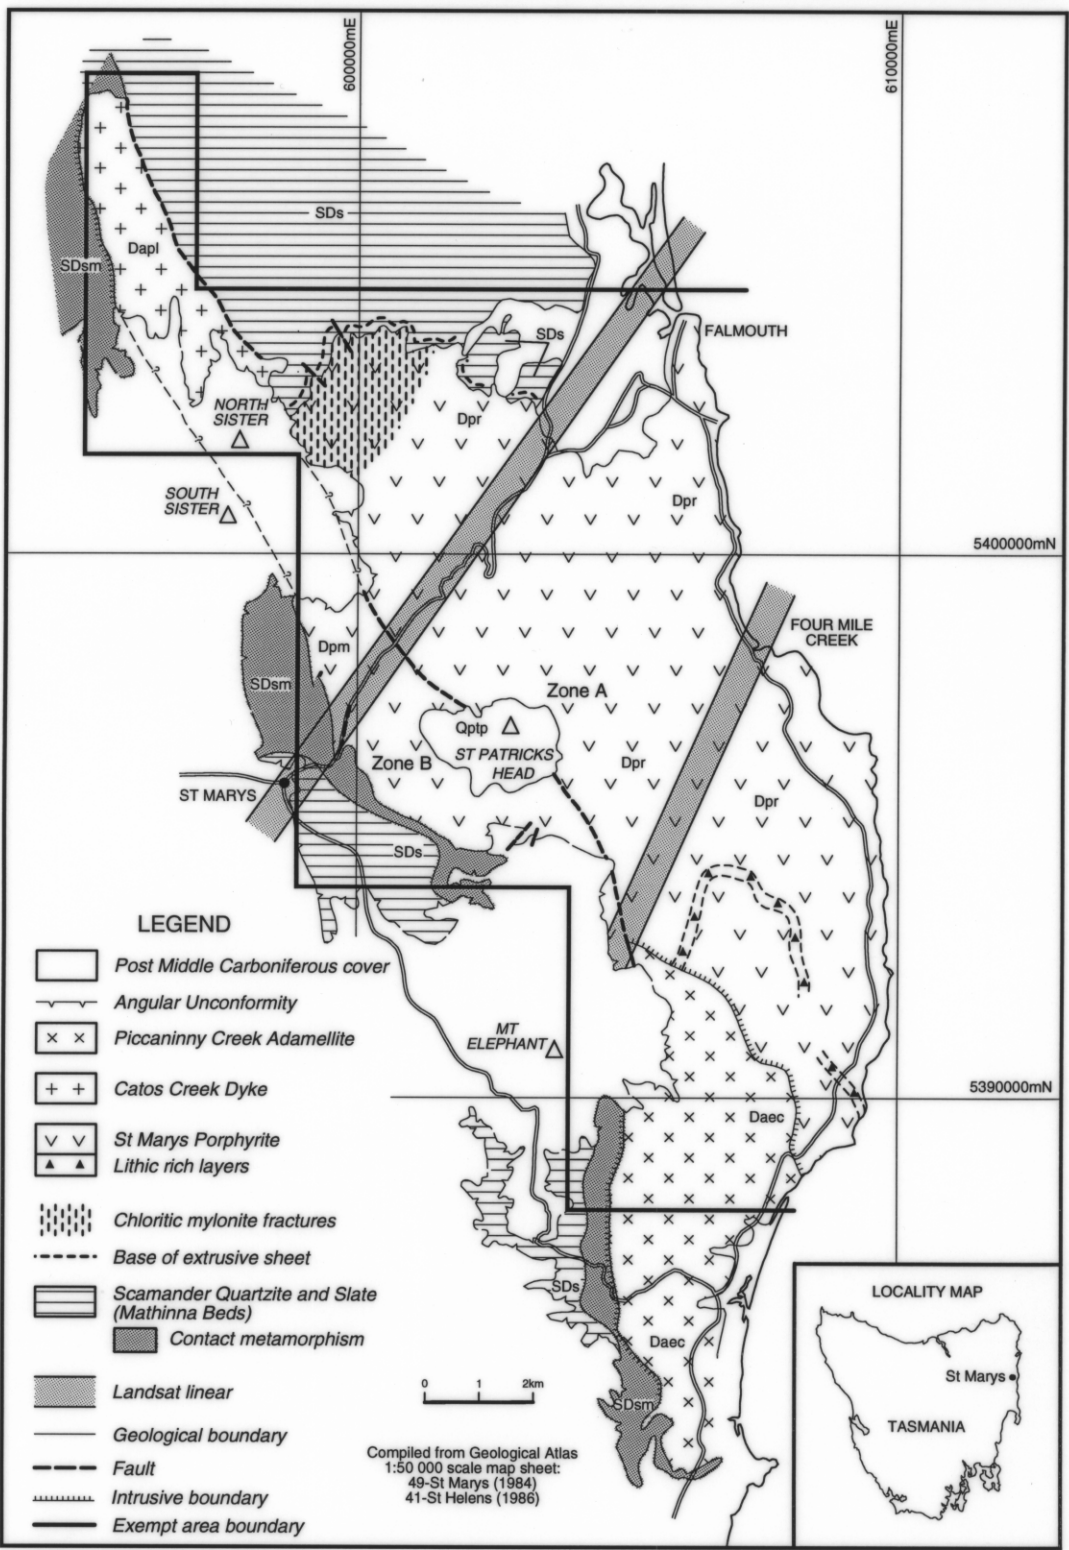 600000mE
610000mE
SDs
Dapl
SDsm
SDs
FALMOUTH
NORTH
SISTER
Dpr
SOUTH
SISTER
Dpr
5400000mN
FOUR MILE
CREEK
Dpm
SDsm
Zone A
Qptp
ST PATRICKS
HEAD
Zone B
Dpr
ST MARYS
Dpr
SDs
LEGEND
Post Middle Carboniferous cover
Angular Unconformity
Piccaninny Creek Adamellite
Catos Creek Dyke
St Marys Porphyrite
Lithic rich layers
Chloritic mylonite fractures
Base of extrusive sheet
Scamander Quartzite and Slate
(Mathinna Beds)
Contact metamorphism
Landsat linear
Geological boundary
Fault
Intrusive boundary
Exempt area boundary
MT
ELEPHANT
5390000mN
Daec
SDs
Daec
SDsm
0 1 2km
Compiled from Geological Atlas
1:50 000 scale map sheet:
49-St Marys (1984)
41-St Helens (1986)
LOCALITY MAP
St Marys
TASMANIA